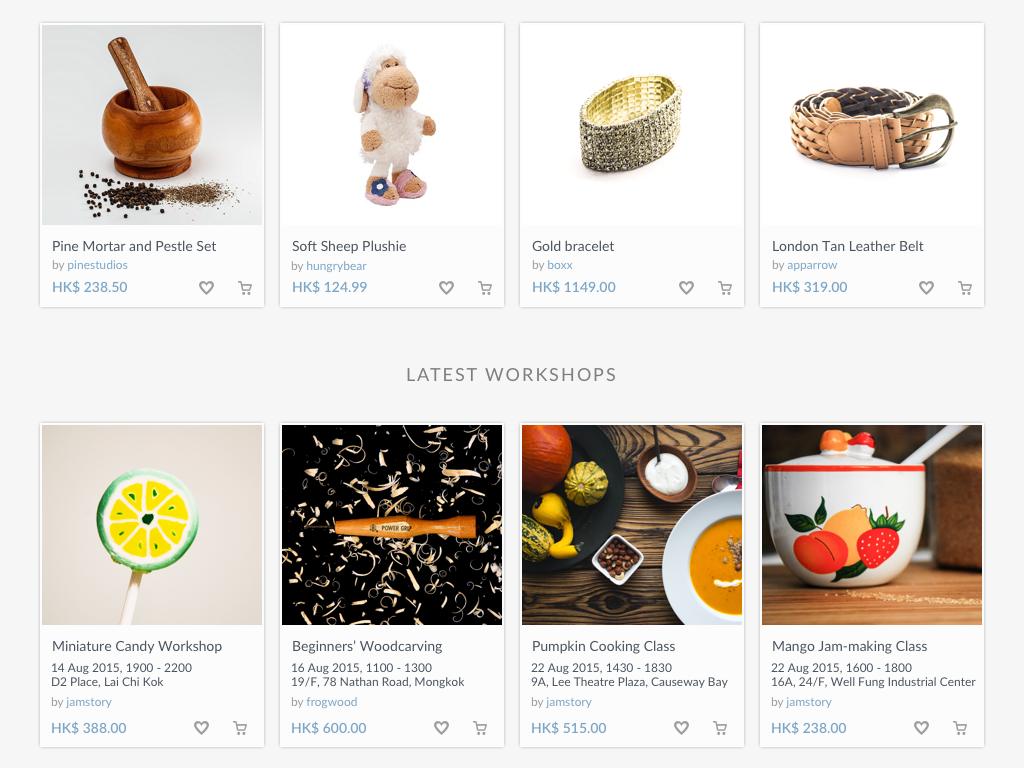 Pine Mortar and Pestle Set
by pinestudios
HK$ 238.50
Soft Sheep Plushie
by hungrybear
HK$ 124.99
Gold bracelet
by boxx
HK$ 1149.00
London Tan Leather Belt
by apparrow
HK$ 319.00
LATEST WORKSHOPS
Miniature Candy Workshop
14 Aug 2015, 1900 - 2200
D2 Place, Lai Chi Kok
by jamstory
HK$ 388.00
POWER GRIP
Beginners' Woodcarving
16 Aug 2015, 1100 - 1300
19/F, 78 Nathan Road, Mongkok
by frogwood
HK$ 600.00
Pumpkin Cooking Class
22 Aug 2015, 1430 - 1830
9A, Lee Theatre Plaza, Causeway Bay
by jamstory
HK$ 515.00
Mango Jam-making Class
22 Aug 2015, 1600 - 1800
16A, 24/F, Well Fung Industrial Center
by jamstory
HK$ 238.00